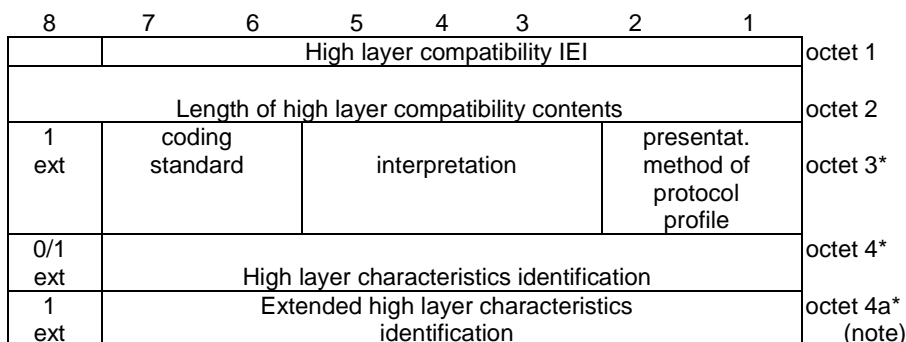 8 7 6 5 4 3 2 1
High layer compatibility IEI octet 1
Length of high layer compatibility contents octet 2
1 coding presentat.
ext standard interpretation method of octet 3*
protocol
profile
0/1 octet 4*
ext High layer characteristics identification
1 Extended high layer characteristics octet 4a*
ext identification (note)